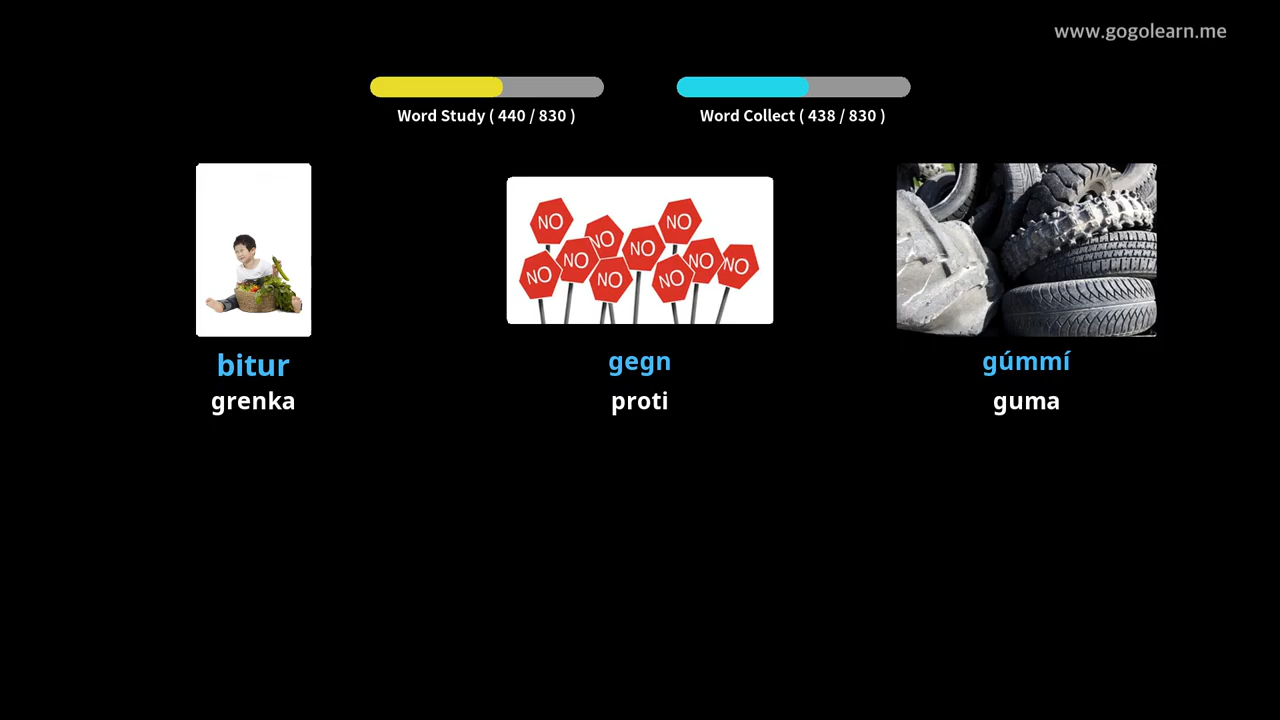 www.gogolearn.me
Word Study ( 440 / 830 )
Word Collect ( 438 / 830 )
NO NO NO NO NO NO NO NO NO NO
bitur
grenka
gegn
proti
gúmmí
guma